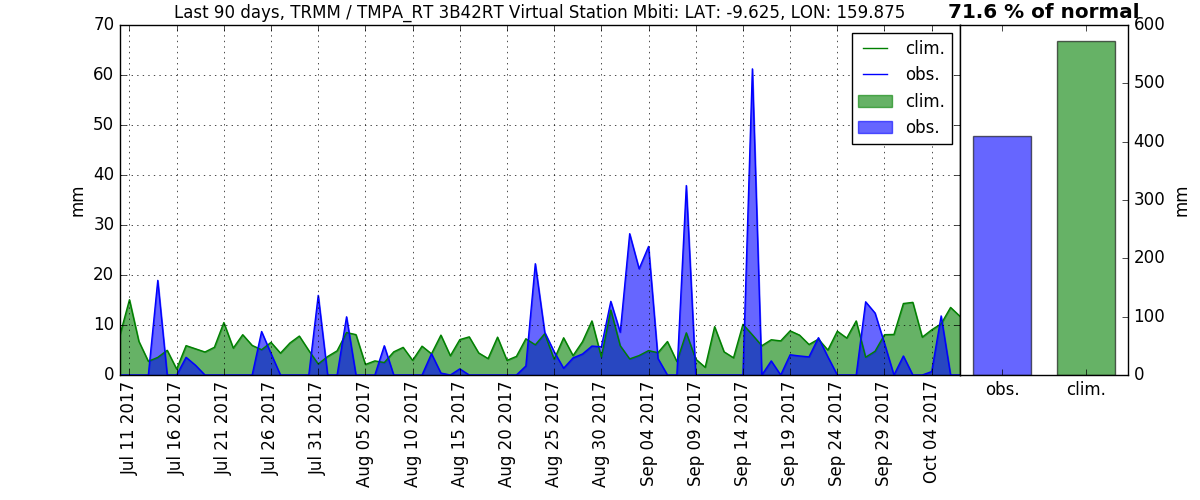 Last 90 days, TRMM / TMPA_RT 3B42RT Virtual Station Mbiti: LAT: -9.625, LON: 159.875
71.6 % of normal
70
60
50
40
30
20
10
0
mm
clim.
obs.
clim.
obs.
600
500
400
300
200
100
0
mm
Jul 11 2017
Jul 16 2017
Jul 21 2017
Jul 26 2017
Jul 31 2017
Aug 05 2017
Aug 10 2017
Aug 15 2017
Aug 20 2017
Aug 25 2017
Aug 30 2017
Sep 04 2017
Sep 09 2017
Sep 14 2017
Sep 19 2017
Sep 24 2017
Sep 29 2017
Oct 04 2017
obs.
clim.